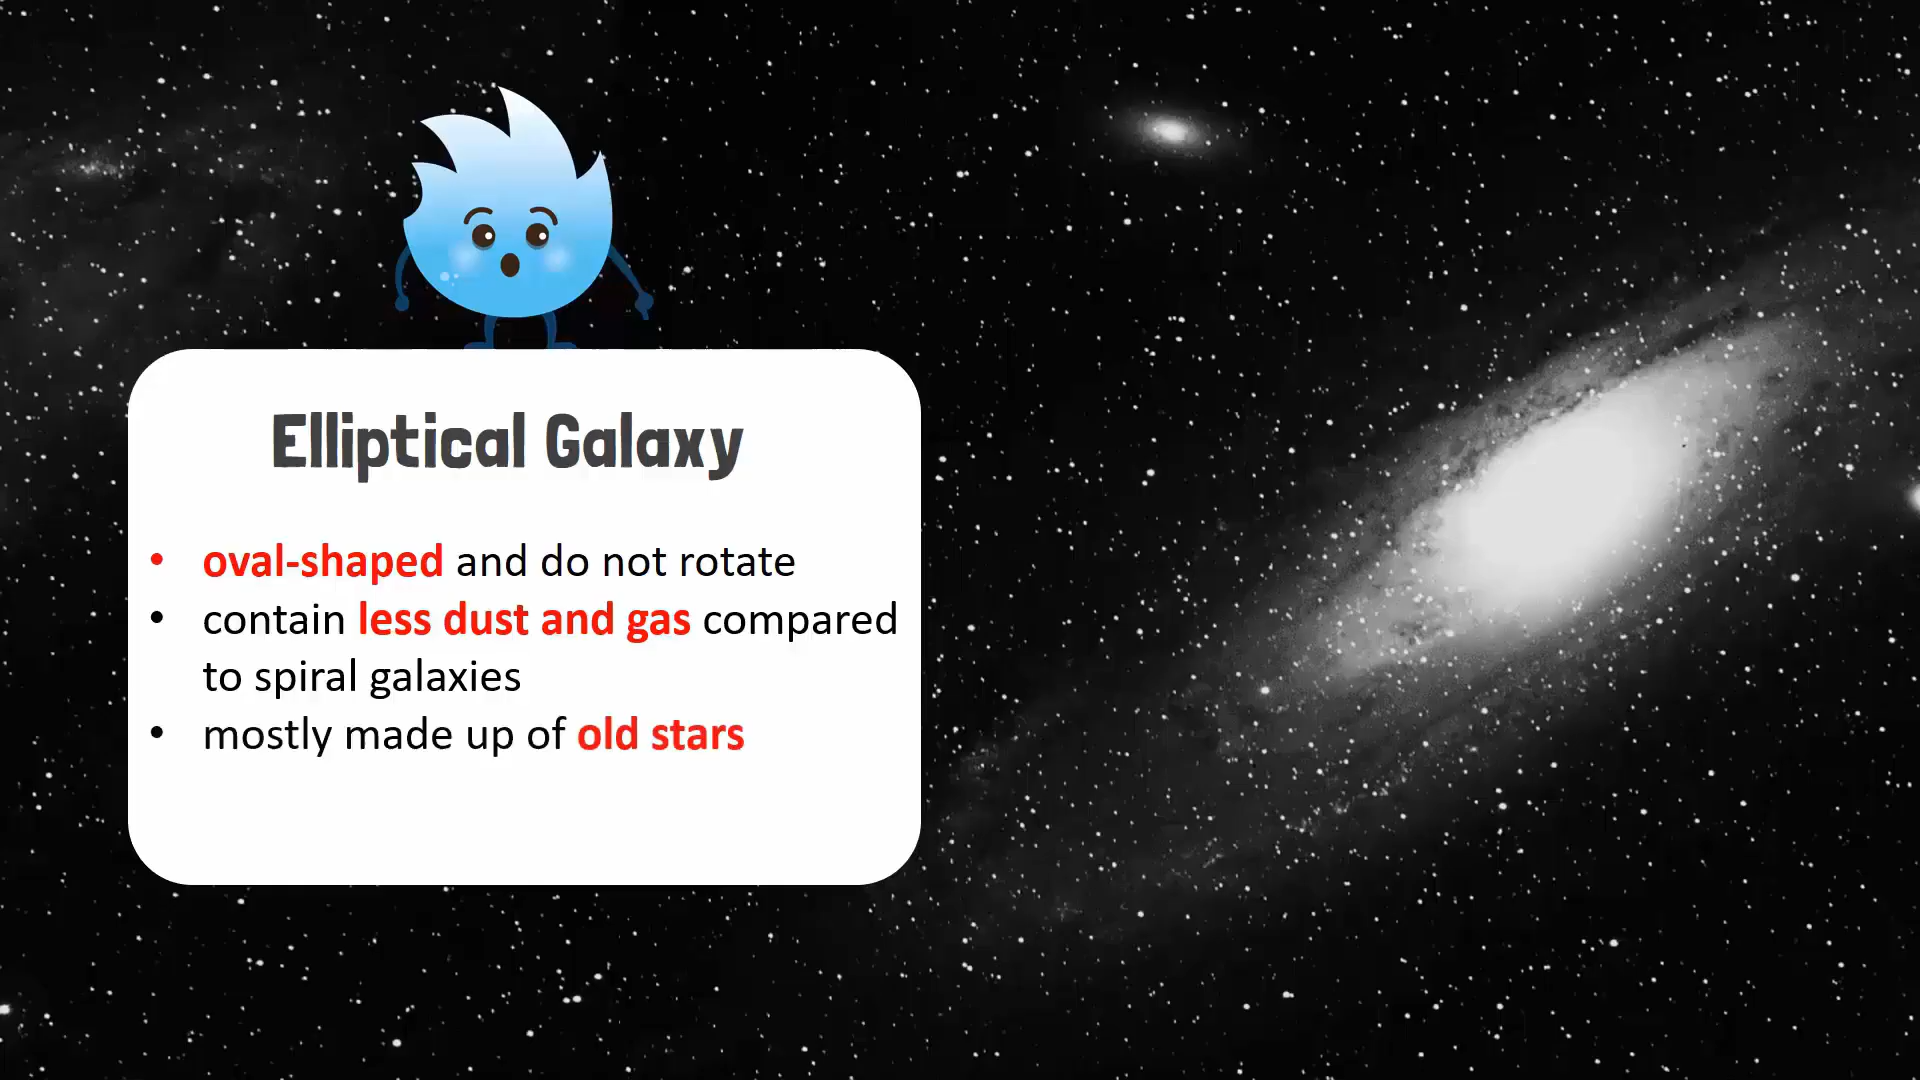 Elliptical Galaxy
• oval-shaped and do not rotate
• contain less dust and gas compared
to spiral galaxies
• mostly made up of old stars